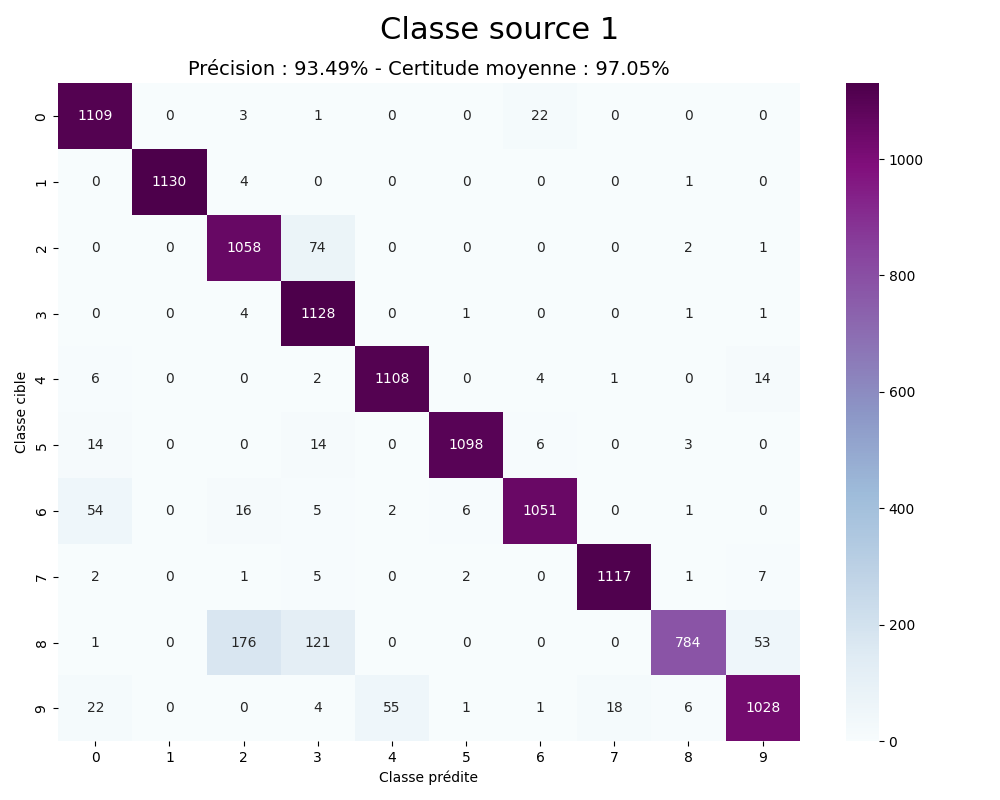 Classe source 1
Précision : 93.49% - Certitude moyenne : 97.05%
0 1109 0 3 1 0 0 22 0 0 0
1 0 1130 4 0 0 0 0 0 1 0
2 0 0 1058 74 0 0 0 0 2 1
3 0 0 4 1128 0 1 0 0 1 1
4 6 0 0 2 1108 0 4 1 0 14
5 14 0 0 14 0 1098 6 0 3 0
6 54 0 16 5 2 6 1051 0 1 0
7 2 0 1 5 0 2 0 1117 1 7
8 1 0 176 121 0 0 0 0 784 53
9 22 0 0 4 55 1 1 18 6 1028
0 1 2 3 4 5 6 7 8 9
Classe cible
Classe prédite
1000
800
600
400
200
0